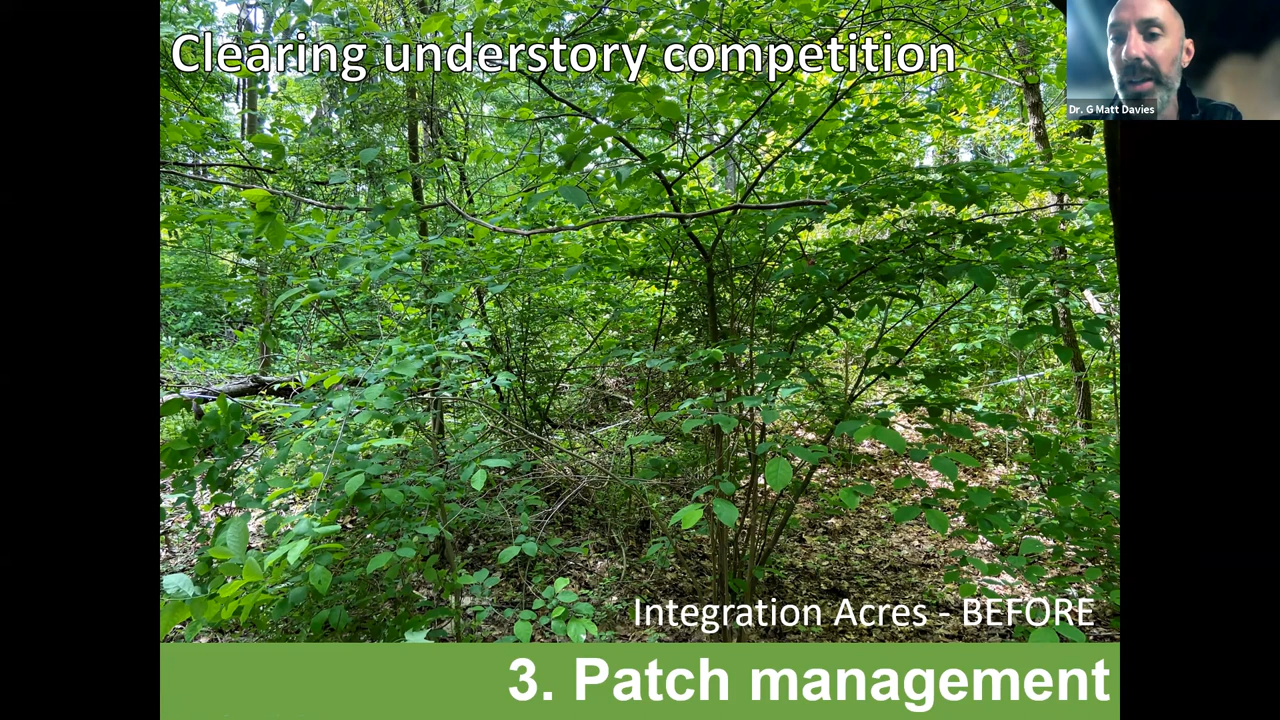 Clearing understory competition
Dr. G Matt Davies
Integration Acres - BEFORE
3. Patch management